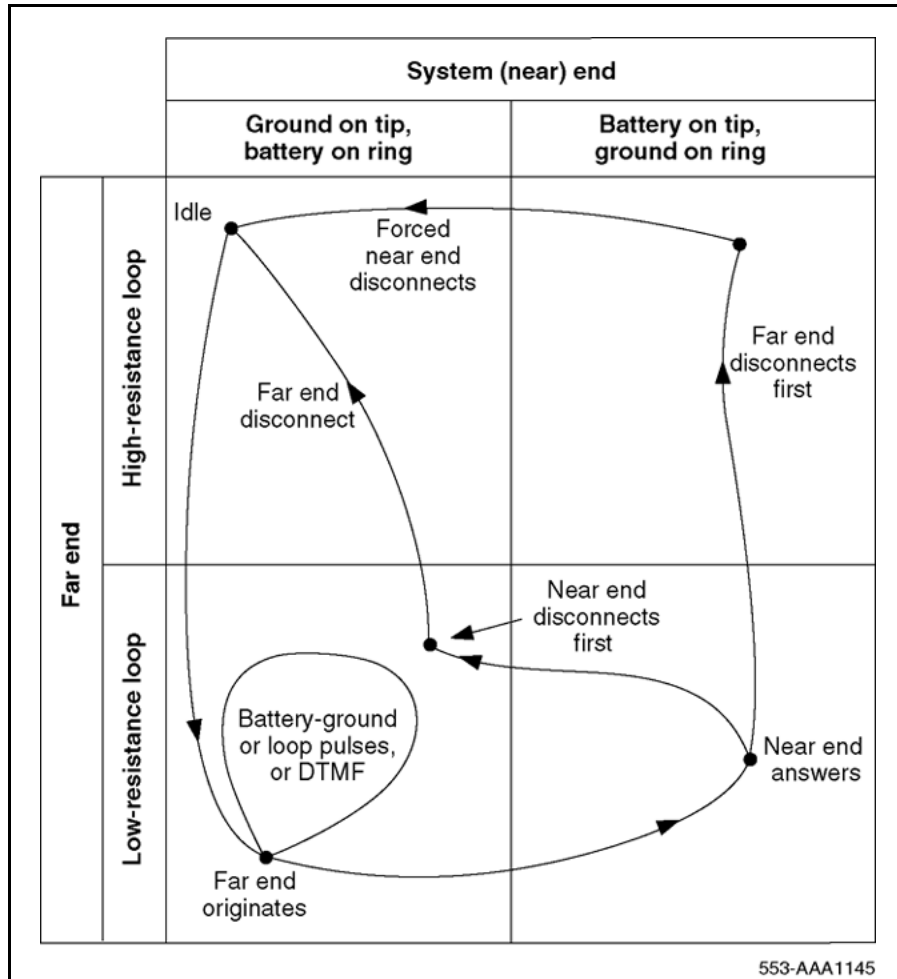 System (near) end
Ground on tip,
battery on ring
Battery on tip,
ground on ring
Far end
High-resistance loop
Low-resistance loop
Idle
Forced
near end
disconnects
Far end
disconnects
first
Far end
disconnect
Near end
disconnects
first
Battery-ground
or loop pulses,
or DTMF
Near end
answers
Far end
originates
553-AAA1145